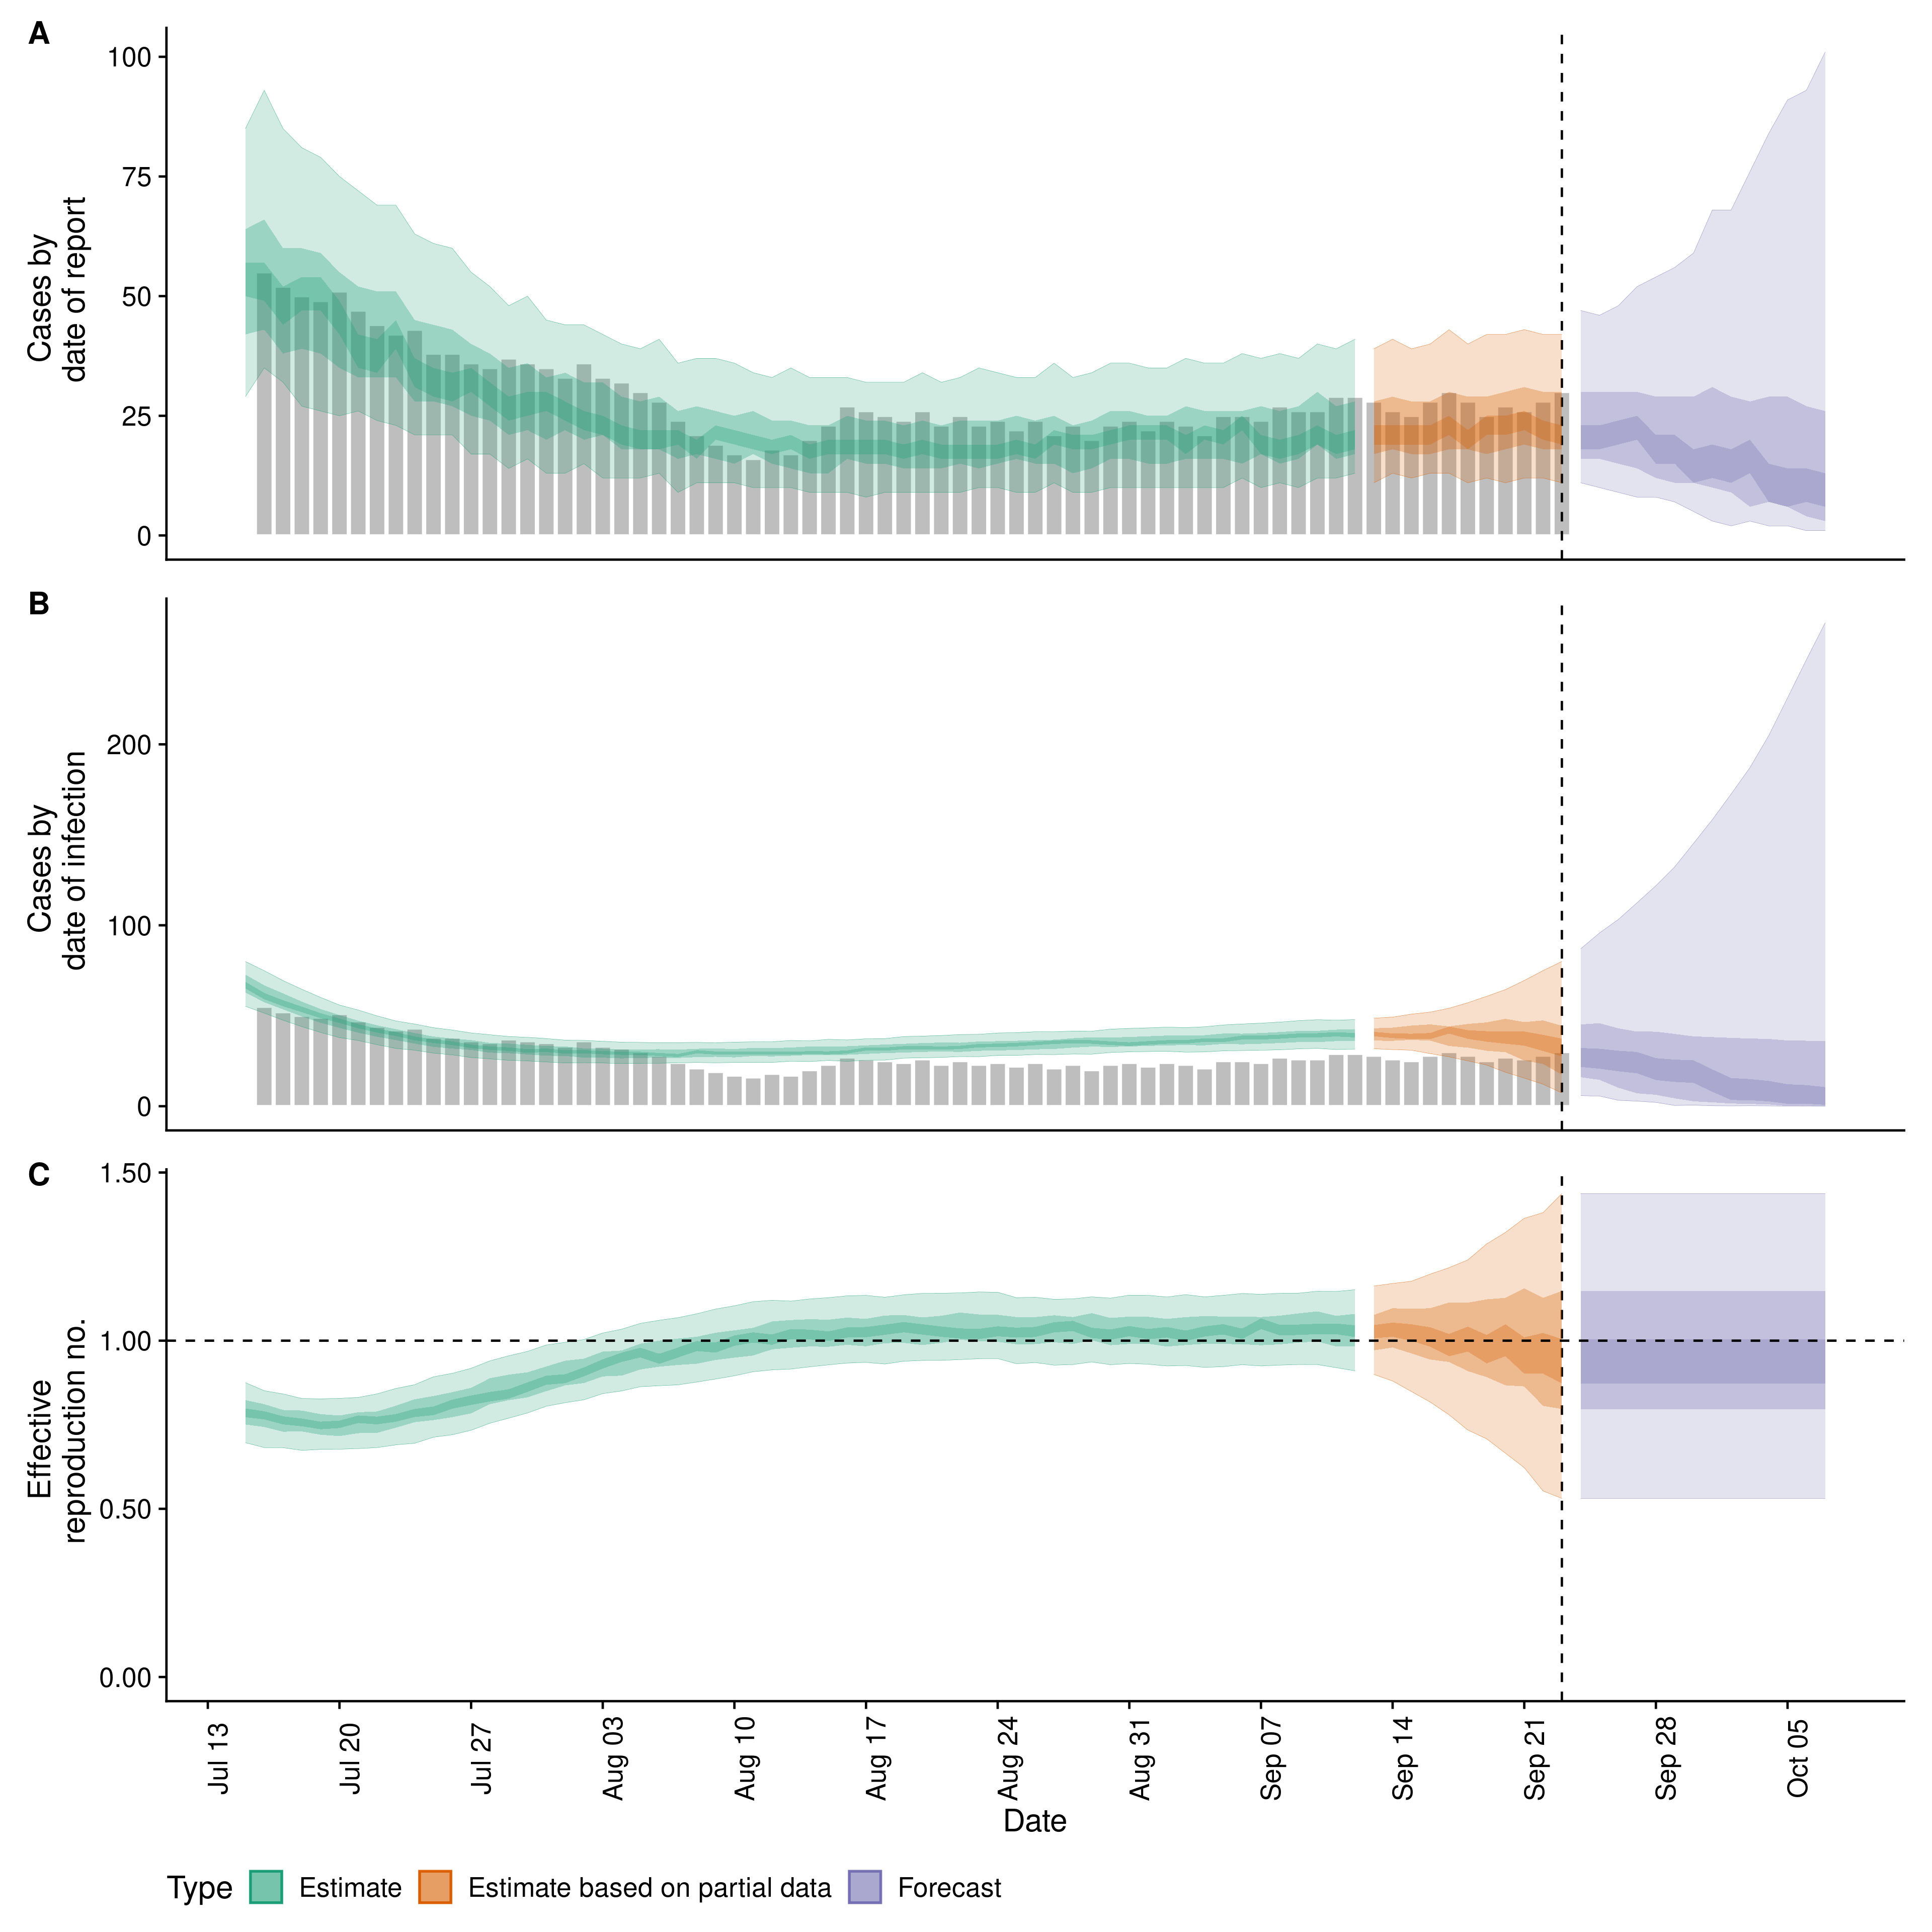 A
100
75
50
25
0
Cases by
date of report
B
200
100
0
Cases by
date of infection
C
1.50
1.00
0.50
0.00
Effective
reproduction no.
Jul 13
Jul 20
Jul 27
Aug 03
Aug 10
Aug 17
Aug 24
Aug 31
Sep 07
Sep 14
Sep 21
Sep 28
Oct 05
Date
Type Estimate Estimate based on partial data Forecast